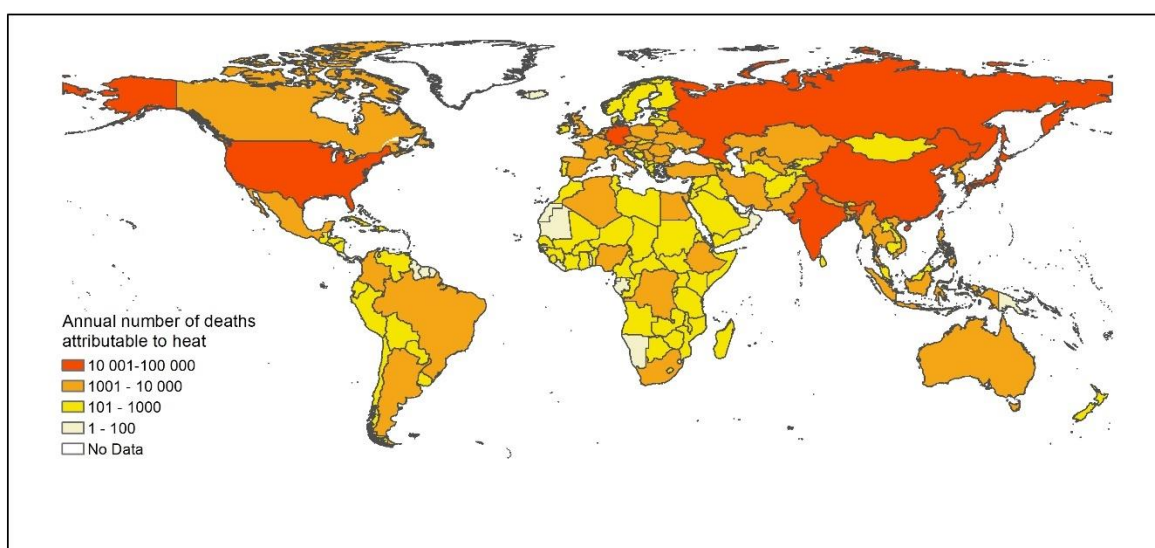 Annual number of deaths
attributable to heat
10 001-100 000
1001 - 10 000
101 - 1000
1 - 100
No Data